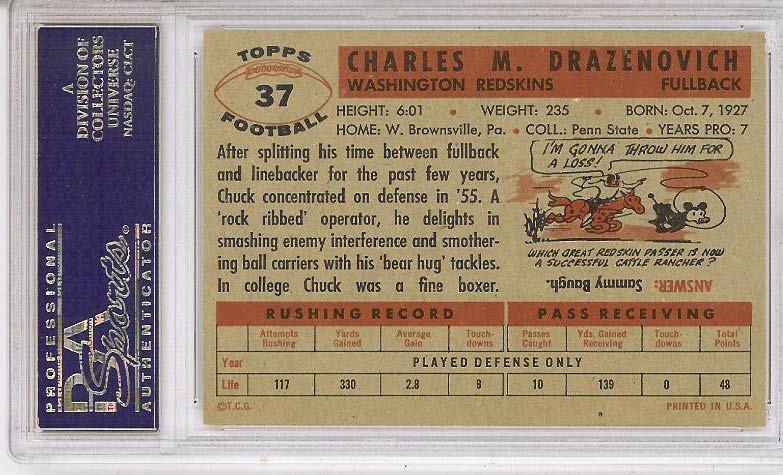 A
DIVISION OF
COLLECTORS
UNIVERSE
NASDAQ: CLCT
PROFESSIONAL
PSA
Sports
AUTHENTICATOR
TOPPS
37
FOOTBALL
CHARLES M. DRAZENOVICH
WASHINGTON REDSKINS FULLBACK
HEIGHT: 6:01 • WEIGHT: 235 • BORN: Oct. 7, 1927
HOME: W. Brownsville, Pa. • COLL.: Penn State • YEARS PRO: 7
After splitting his time between fullback
and linebacker for the past few years,
Chuck concentrated on defense in '55. A
'rock ribbed' operator, he delights in
smashing enemy interference and smother-
ing ball carriers with his 'bear hug' tackles.
In college Chuck was a fine boxer.
I'M GONNA THROW HIM FOR
A LOSS!
WHICH GREAT REDSKIN PASSER IS NOW
A SUCCESSFUL CATTLE RANCHER?
ANSWER: Sammy Baugh.
RUSHING RECORD PASS RECEIVING
Attempts Rushing Yards Gained Average Gain Touch-downs Passes Caught Yds. Gained Receiving Touch-downs Total Points
Year PLAYED DEFENSE ONLY
Life 117 330 2.8 8 10 139 0 48
©T.C.G. PRINTED IN U.S.A.